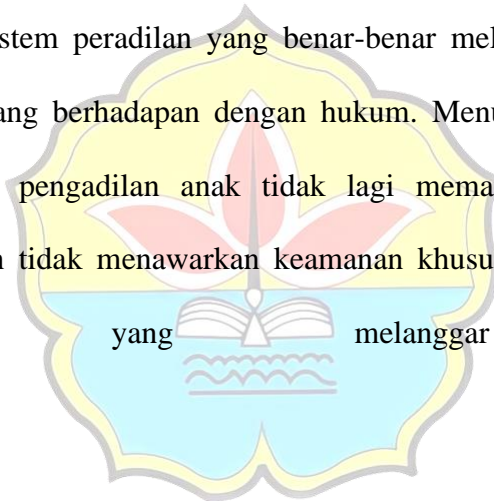 stem peradilan yang benar-benar mel
ang berhadapan dengan hukum. Menu
pengadilan anak tidak lagi mema
tidak menawarkan keamanan khusu
yang melanggar